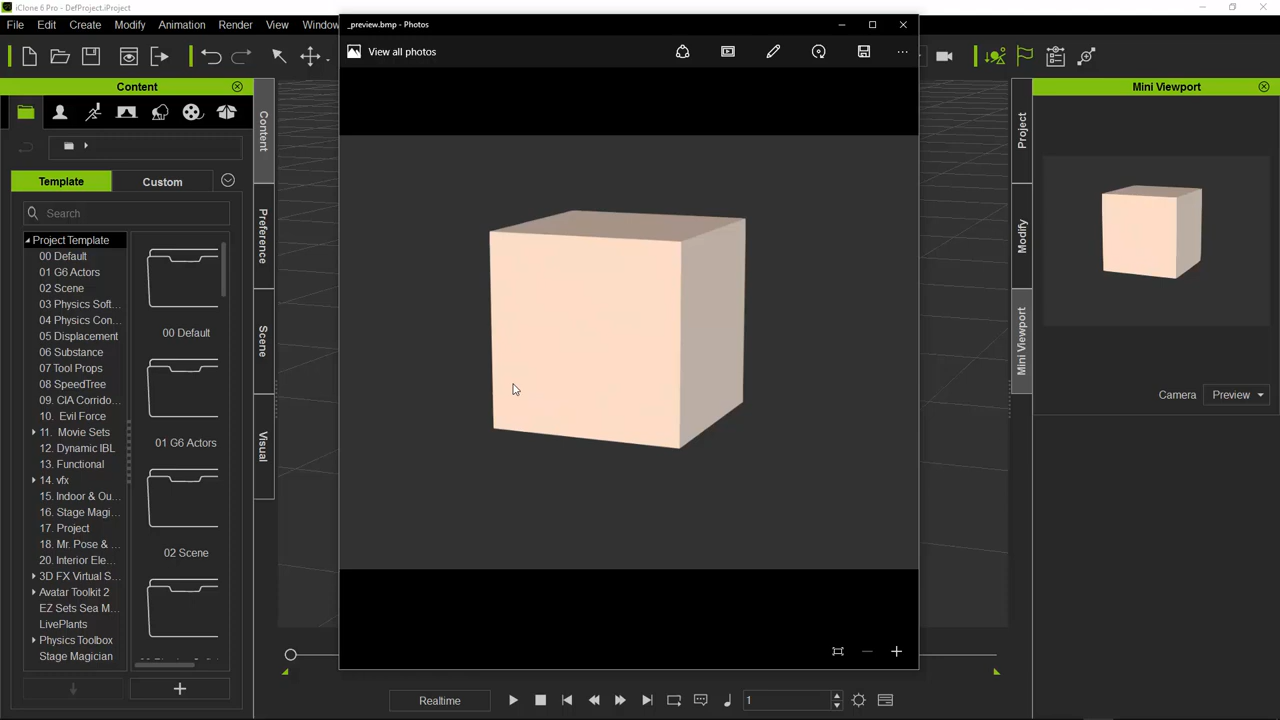 iClone 6 Pro - DefProject.iProject
File Edit Create Modify Animation Render View Window
_preview.bmp - Photos
View all photos
Content
Template
Custom
Search
Project Template
00 Default
01 G6 Actors
02 Scene
03 Physics Soft...
04 Physics Con...
05 Displacement
06 Substance
07 Tool Props
08 SpeedTree
09. CIA Corrido...
10. Evil Force
11. Movie Sets
12. Dynamic IBL
13. Functional
14. vfx
15. Indoor & Ou...
16. Stage Magi...
17. Project
18. Mr. Pose & ...
20. Interior Ele...
3D FX Virtual S...
Avatar Toolkit 2
EZ Sets Sea M...
LivePlants
Physics Toolbox
Stage Magician
00 Default
01 G6 Actors
02 Scene
Content
Preference
Scene
Visual
Realtime
1
Project
Modify
Mini Viewport
Mini Viewport
Camera
Preview